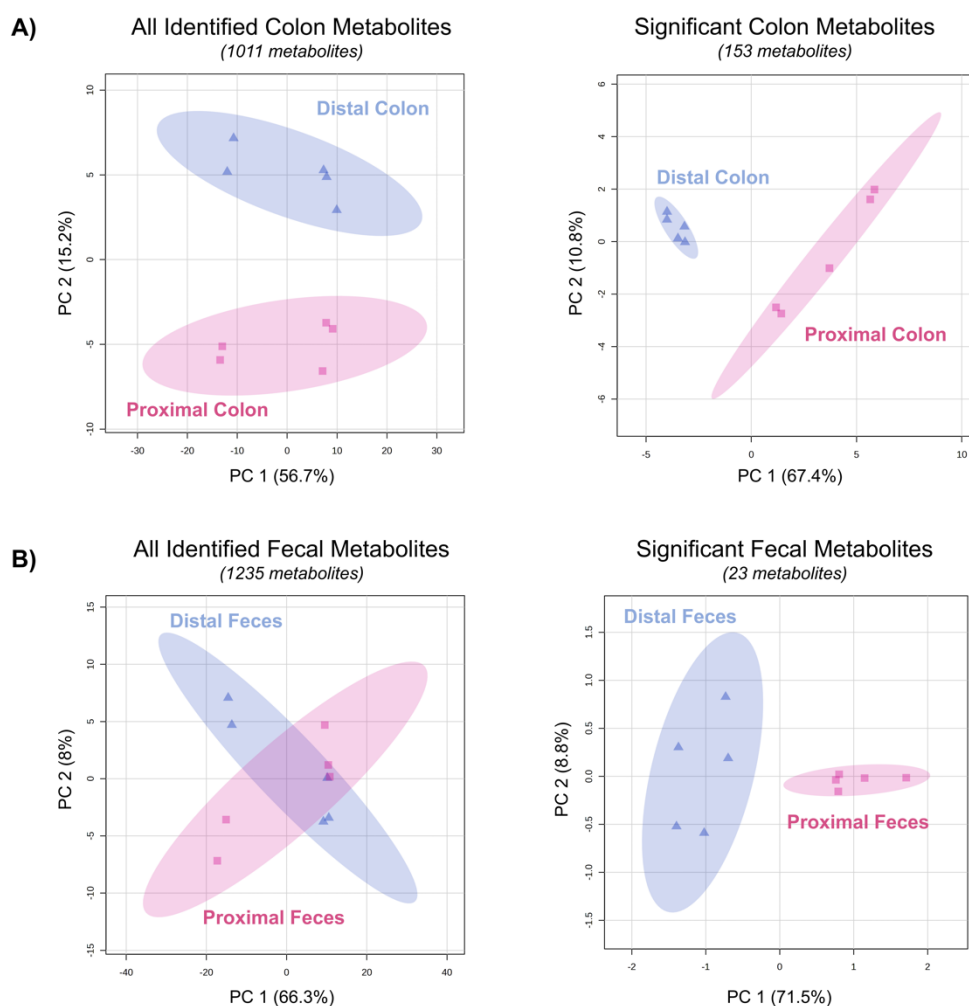 A)
All Identified Colon Metabolites
(1011 metabolites)
Distal Colon
Proximal Colon
PC 2 (15.2%)
10
5
0
-5
-10
-30
-20
-10
0
10
20
30
PC 1 (56.7%)
Significant Colon Metabolites
(153 metabolites)
Distal Colon
Proximal Colon
PC 2 (10.8%)
6
4
2
0
-2
-4
-6
-5
0
5
10
PC 1 (67.4%)
B)
All Identified Fecal Metabolites
(1235 metabolites)
Distal Feces
Proximal Feces
PC 2 (8%)
15
10
5
0
-5
-10
-15
-40
-20
0
20
40
PC 1 (66.3%)
Significant Fecal Metabolites
(23 metabolites)
Distal Feces
Proximal Feces
PC 2 (8.8%)
1.5
1.0
0.5
0.0
-0.5
-1.0
-1.5
-2
-1
0
1
2
PC 1 (71.5%)